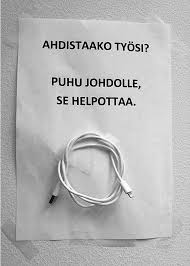 AHDISTAAKO TYÖSI?
PUHU JOHDOLLE,
SE HELPOTTAA.